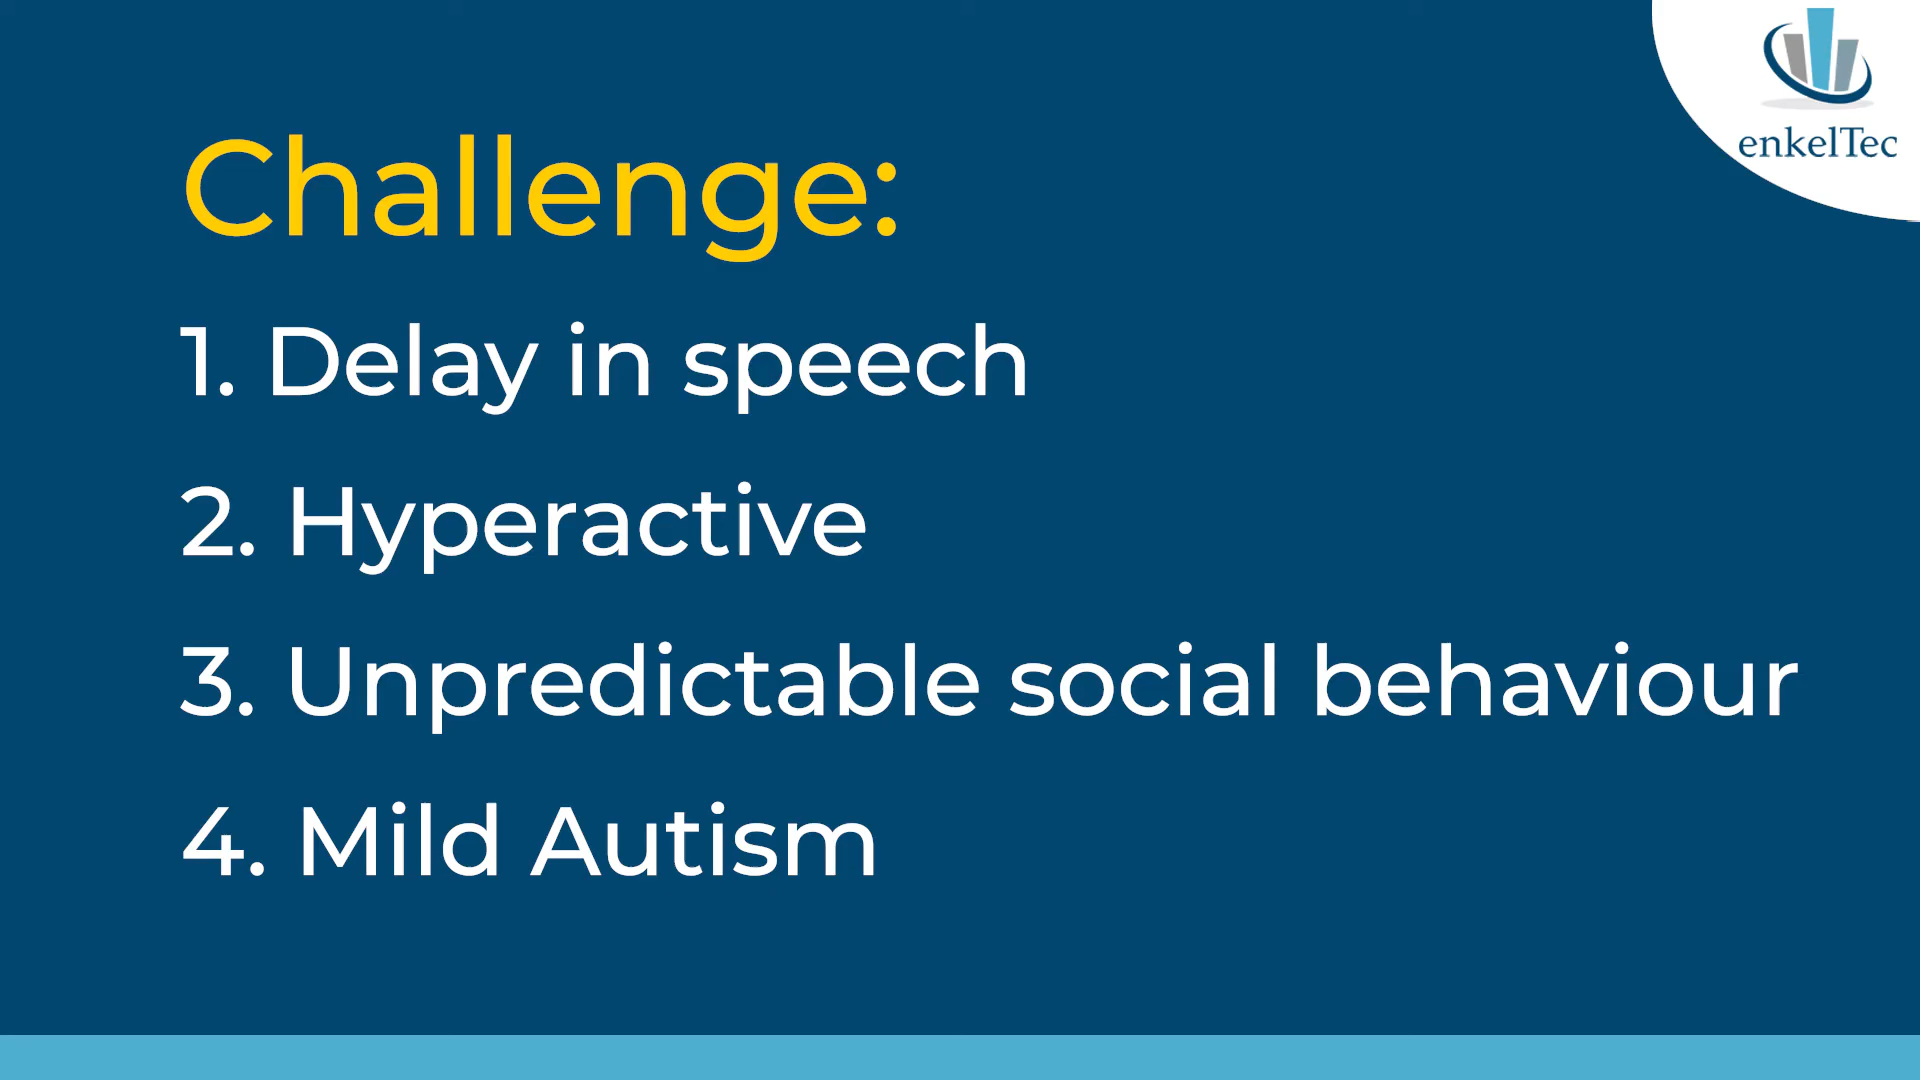 enkelTec
Challenge:
1. Delay in speech
2. Hyperactive
3. Unpredictable social behaviour
4. Mild Autism